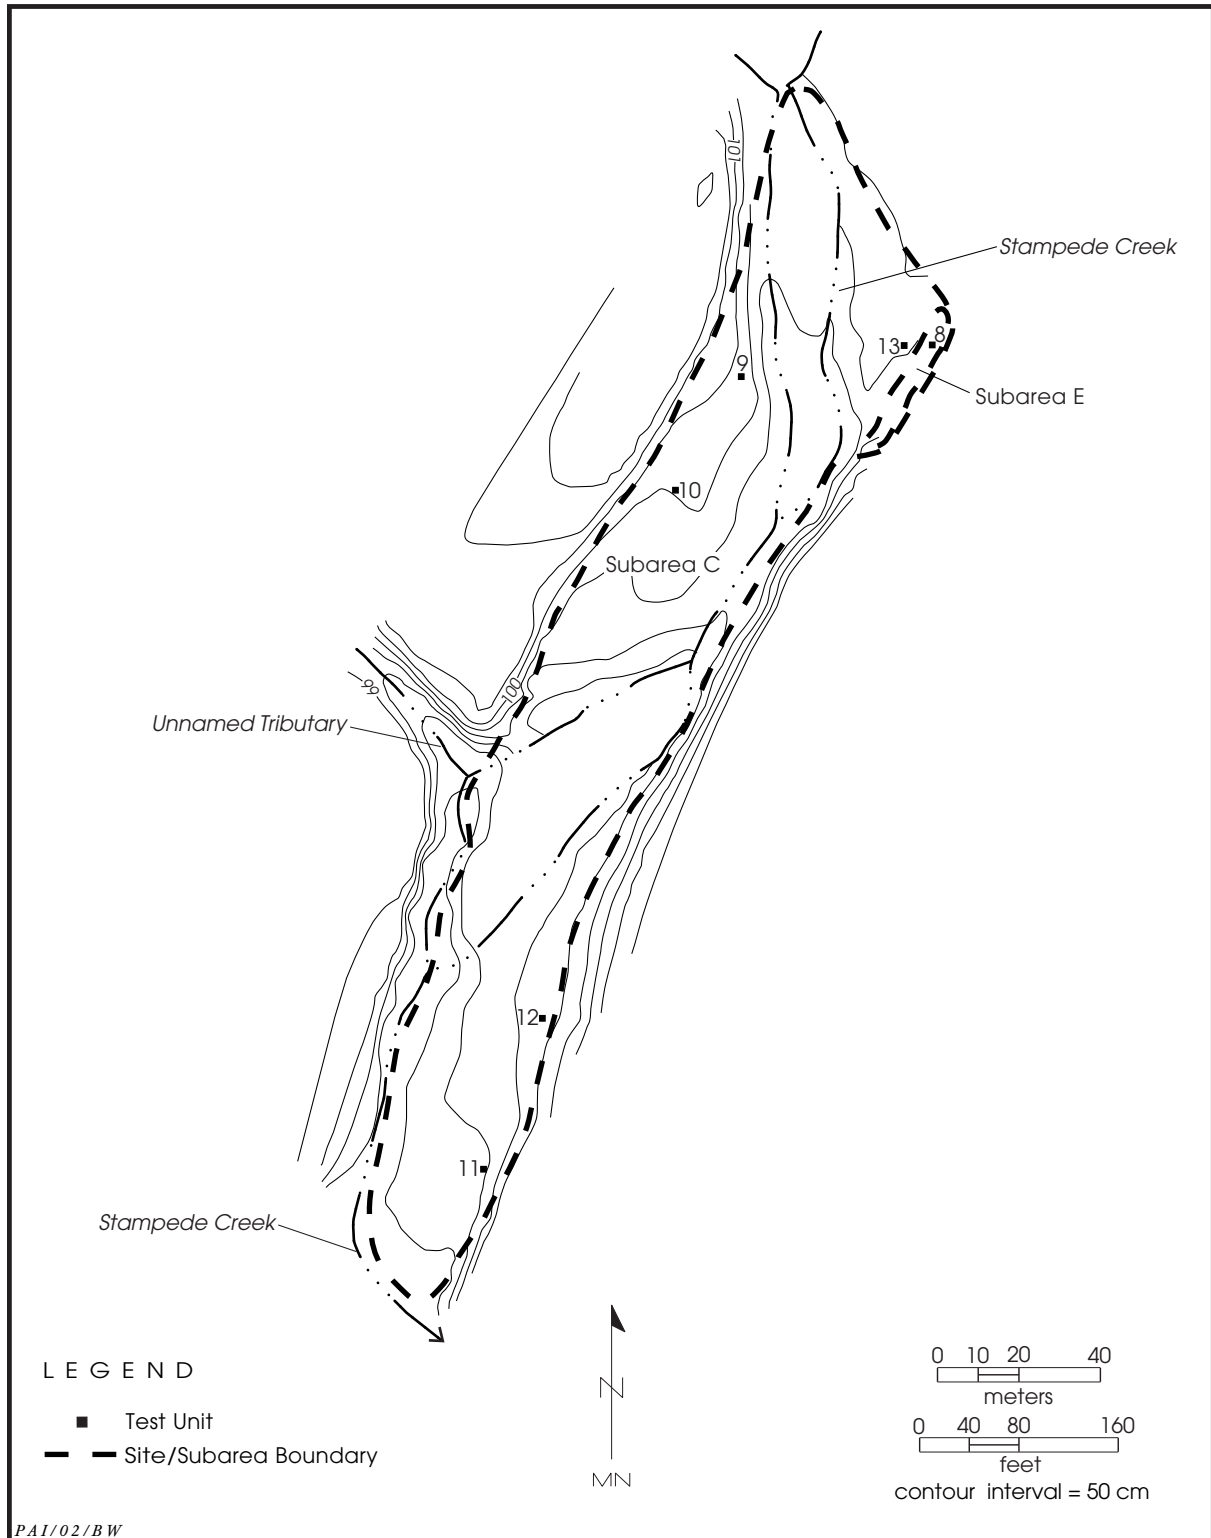 101
Stampede Creek
8
13
9
Subarea E
10
Subarea C
99
100
Unnamed Tributary
12
11
Stampede Creek
LEGEND
Test Unit
Site/Subarea Boundary
N
MN
0 10 20 40
meters
0 40 80 160
feet
contour interval = 50 cm
PAI/02/BW